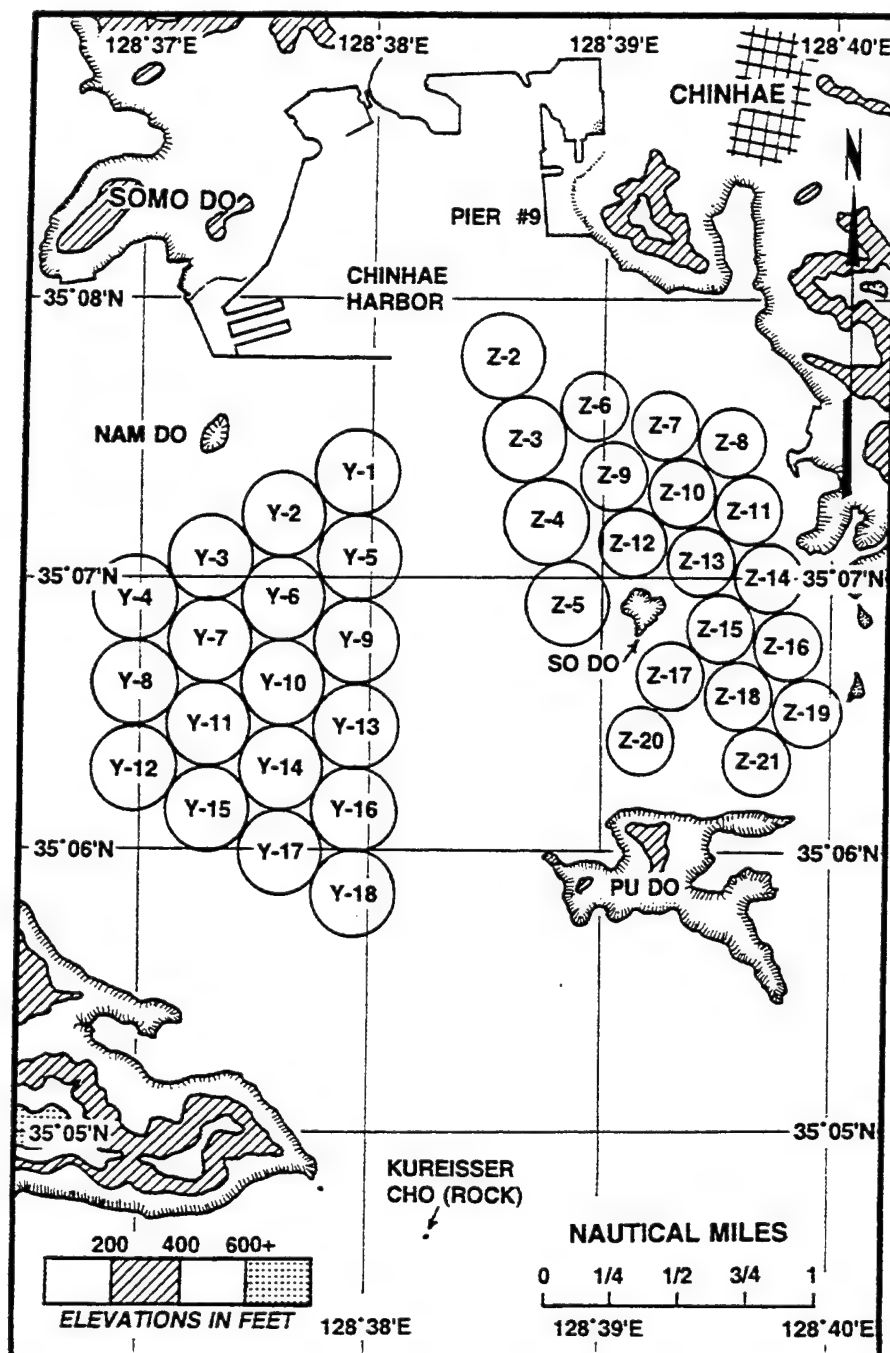 128°37'E 128°38'E 128°39'E 128°40'E
CHINHAE
N
SOMO DO
PIER #9
CHINHAE
HARBOR
35°08'N
Z-2
Z-6
Z-7
Z-3
Z-8
NAM DO
Y-1
Z-9
Z-10
Y-2
Z-11
Z-4
Z-12
Y-3
Y-5
Z-13
35°07'N
Z-14
35°07'N
Y-4
Y-6
Z-5
Z-15
Y-7
Y-9
Z-16
SO DO
Z-17
Y-8
Y-10
Z-18
Z-19
Y-11
Y-13
Z-20
Z-21
Y-12
Y-14
Y-15
Y-16
35°06'N
Y-17
35°06'N
PU DO
Y-18
35°05'N
35°05'N
KUREISSER
CHO (ROCK)
NAUTICAL MILES
200 400 600+
0 1/4 1/2 3/4 1
ELEVATIONS IN FEET
128°38'E 128°39'E 128°40'E